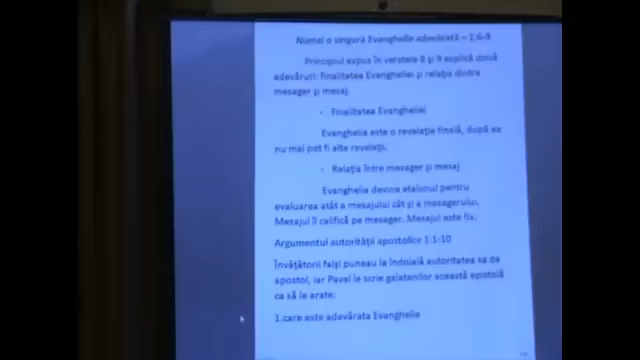 Numai o singură Evanghelie adevărată – 1:6-9
Principiul expus în versetele 8 și 9 explică două
adevăruri: finalitatea Evangheliei și relația dintre
mesager și mesaj.
- Finalitatea Evangheliei
Evanghelia este o revelație finală, după ea
nu mai pot fi alte revelații.
- Relația între mesager și mesaj
Evanghelia devine etalonul pentru
evaluarea atât a mesajului cât și a mesagerului.
Mesajul îl califică pe mesager. Mesajul este fix.
Argumentul autorității apostolice 1:1-10
Învățătorii falși puneau la îndoială autoritatea sa de
apostol, iar Pavel le scrie galatenilor această epistolă
ca să le arate:
1.care este adevărata Evanghelie